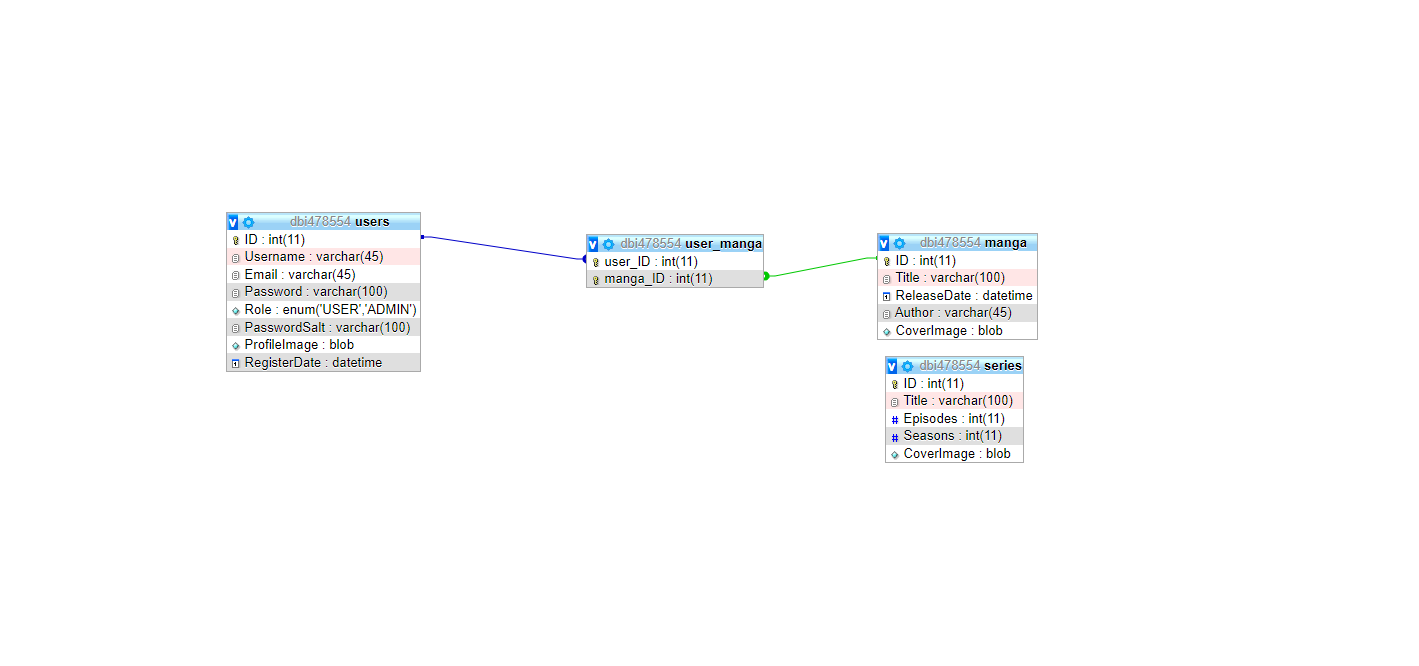 dbi478554 users
ID : int(11)
Username : varchar(45)
Email : varchar(45)
Password : varchar(100)
Role : enum('USER','ADMIN')
PasswordSalt : varchar(100)
ProfileImage : blob
RegisterDate : datetime
dbi478554 user_manga
user_ID : int(11)
manga_ID : int(11)
dbi478554 manga
ID : int(11)
Title : varchar(100)
ReleaseDate : datetime
Author : varchar(45)
CoverImage : blob
dbi478554 series
ID : int(11)
Title : varchar(100)
# Episodes : int(11)
# Seasons : int(11)
CoverImage : blob